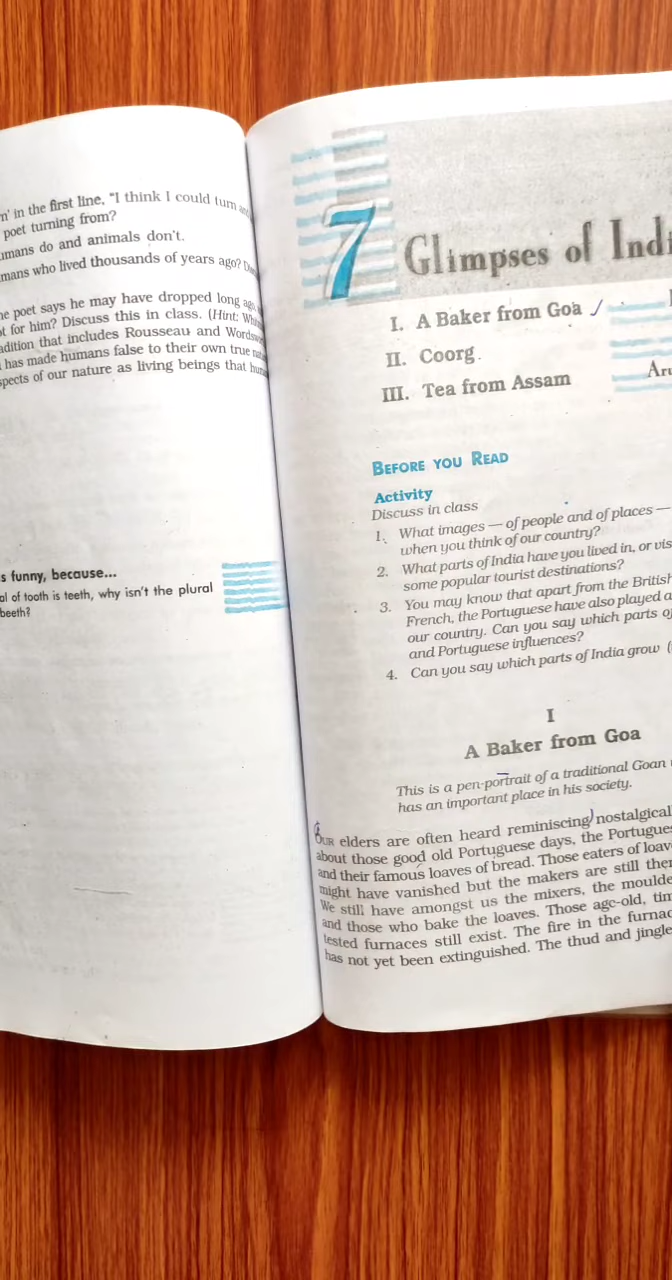 n' in the first line, "I think I could turn and
poet turning from?
umans do and animals don't.
mans who lived thousands of years ago?
he poet says he may have dropped long ago
ot for him? Discuss this in class. (Hint:
adition that includes Rousseau and Wordsw
has made humans false to their own true
spects of our nature as living beings that
s funny, because...
al of tooth is teeth, why isn't the plural
beeth?
7
Glimpses of Indi
I. A Baker from Goa
II. Coorg
III. Tea from Assam
BEFORE YOU READ
Activity
Discuss in class
1. What images — of people and of places —
when you think of our country?
2. What parts of India have you lived in, or vis
some popular tourist destinations?
3. You may know that apart from the British
French, the Portuguese have also played a
our country. Can you say which parts of
and Portuguese influences?
4. Can you say which parts of India grow (
I
A Baker from Goa
This is a pen-portrait of a traditional Goan
has an important place in his society.
OUR elders are often heard reminiscing nostalgicall
about those good old Portuguese days, the Portugues
and their famous loaves of bread. Those eaters of loav
might have vanished but the makers are still ther
We still have amongst us the mixers, the moulde
and those who bake the loaves. Those age-old, tim
tested furnaces still exist. The fire in the furnac
has not yet been extinguished. The thud and jingle